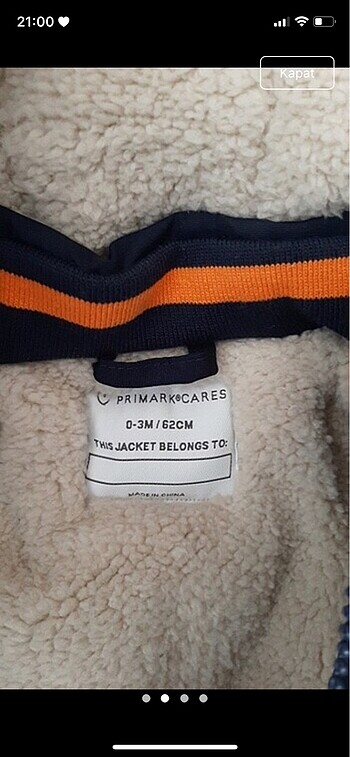 21:00
Kapat
PRIMARK®CARES
0-3M / 62CM
THIS JACKET BELONGS TO:
MADE IN CHINA